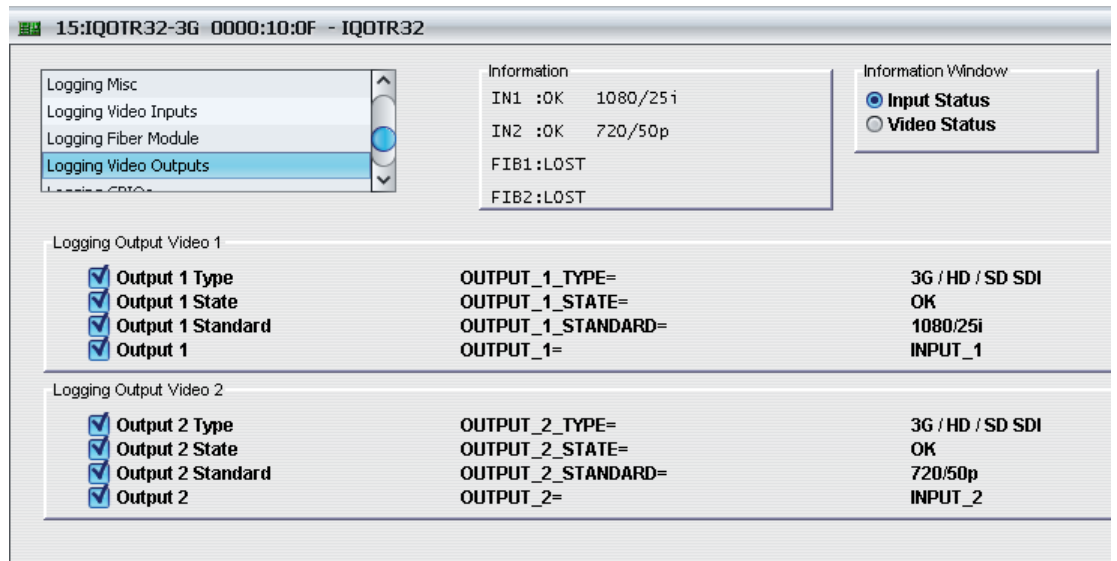 15:IQOTR32-3G 0000:10:0F - IQOTR32
Logging Misc
Logging Video Inputs
Logging Fiber Module
Logging Video Outputs
Information
IN1 :OK 1080/25i
IN2 :OK 720/50p
FIB1:LOST
FIB2:LOST
Information Window
Input Status
Video Status
Logging Output Video 1
Output 1 Type OUTPUT_1_TYPE= 3G / HD / SD SDI
Output 1 State OUTPUT_1_STATE= OK
Output 1 Standard OUTPUT_1_STANDARD= 1080/25i
Output 1 OUTPUT_1= INPUT_1
Logging Output Video 2
Output 2 Type OUTPUT_2_TYPE= 3G / HD / SD SDI
Output 2 State OUTPUT_2_STATE= OK
Output 2 Standard OUTPUT_2_STANDARD= 720/50p
Output 2 OUTPUT_2= INPUT_2